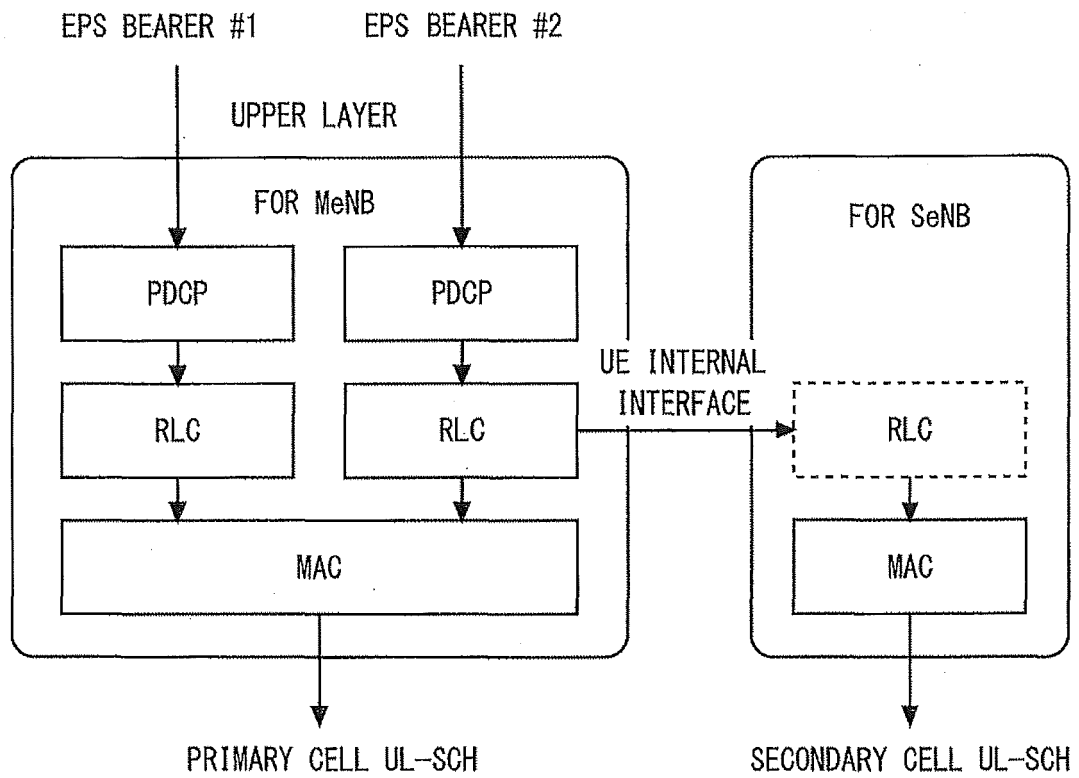 EPS BEARER #1
EPS BEARER #2
UPPER LAYER
FOR MeNB
FOR SeNB
PDCP
PDCP
UE INTERNAL
INTERFACE
RLC
RLC
RLC
MAC
MAC
PRIMARY CELL UL-SCH
SECONDARY CELL UL-SCH